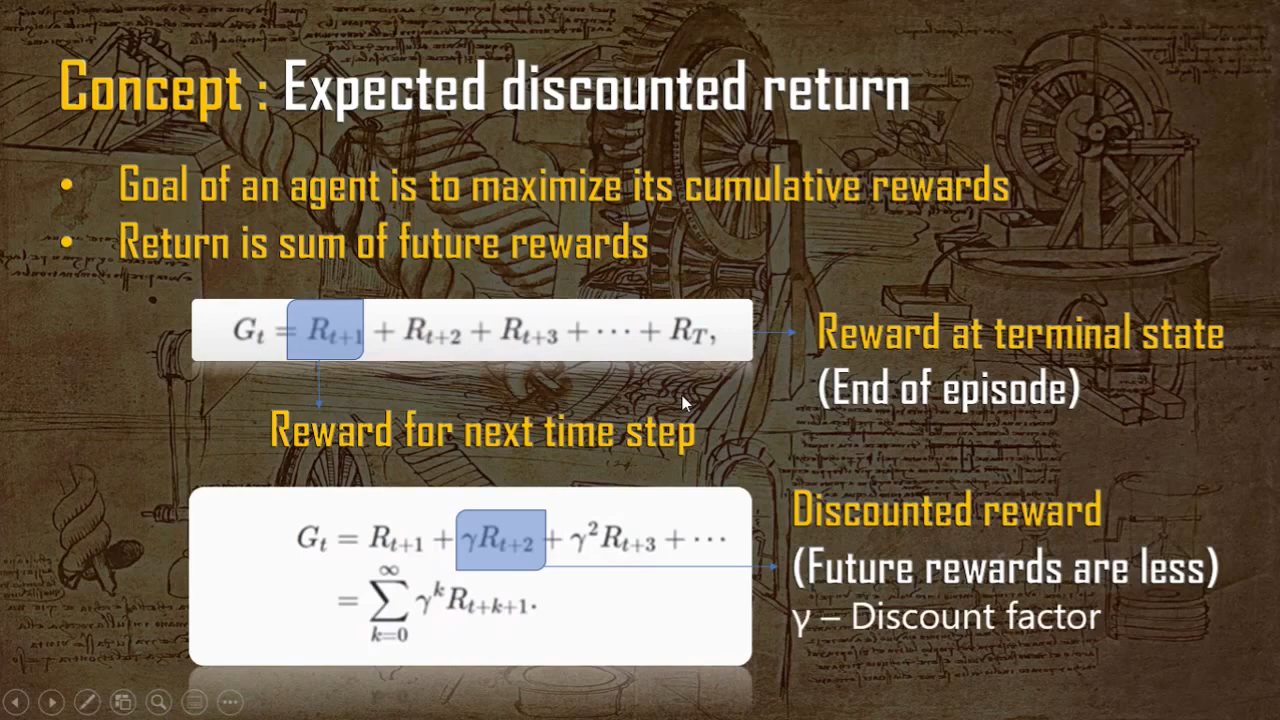 Concept : Expected discounted return
• Goal of an agent is to maximize its cumulative rewards
• Return is sum of future rewards
G_t = R_{t+1} + R_{t+2} + R_{t+3} + ⋯ + R_T,
Reward at terminal state
(End of episode)
Reward for next time step
G_t = R_{t+1} + γR_{t+2} + γ²R_{t+3} + ⋯
= ∑_{k=0}^{∞} γ^k R_{t+k+1}.
Discounted reward
(Future rewards are less)
γ – Discount factor